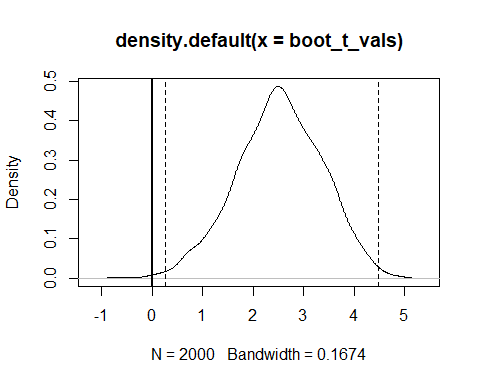 density.default(x = boot_t_vals)
Density
0.5
0.4
0.3
0.2
0.1
0.0
-1 0 1 2 3 4 5
N = 2000 Bandwidth = 0.1674